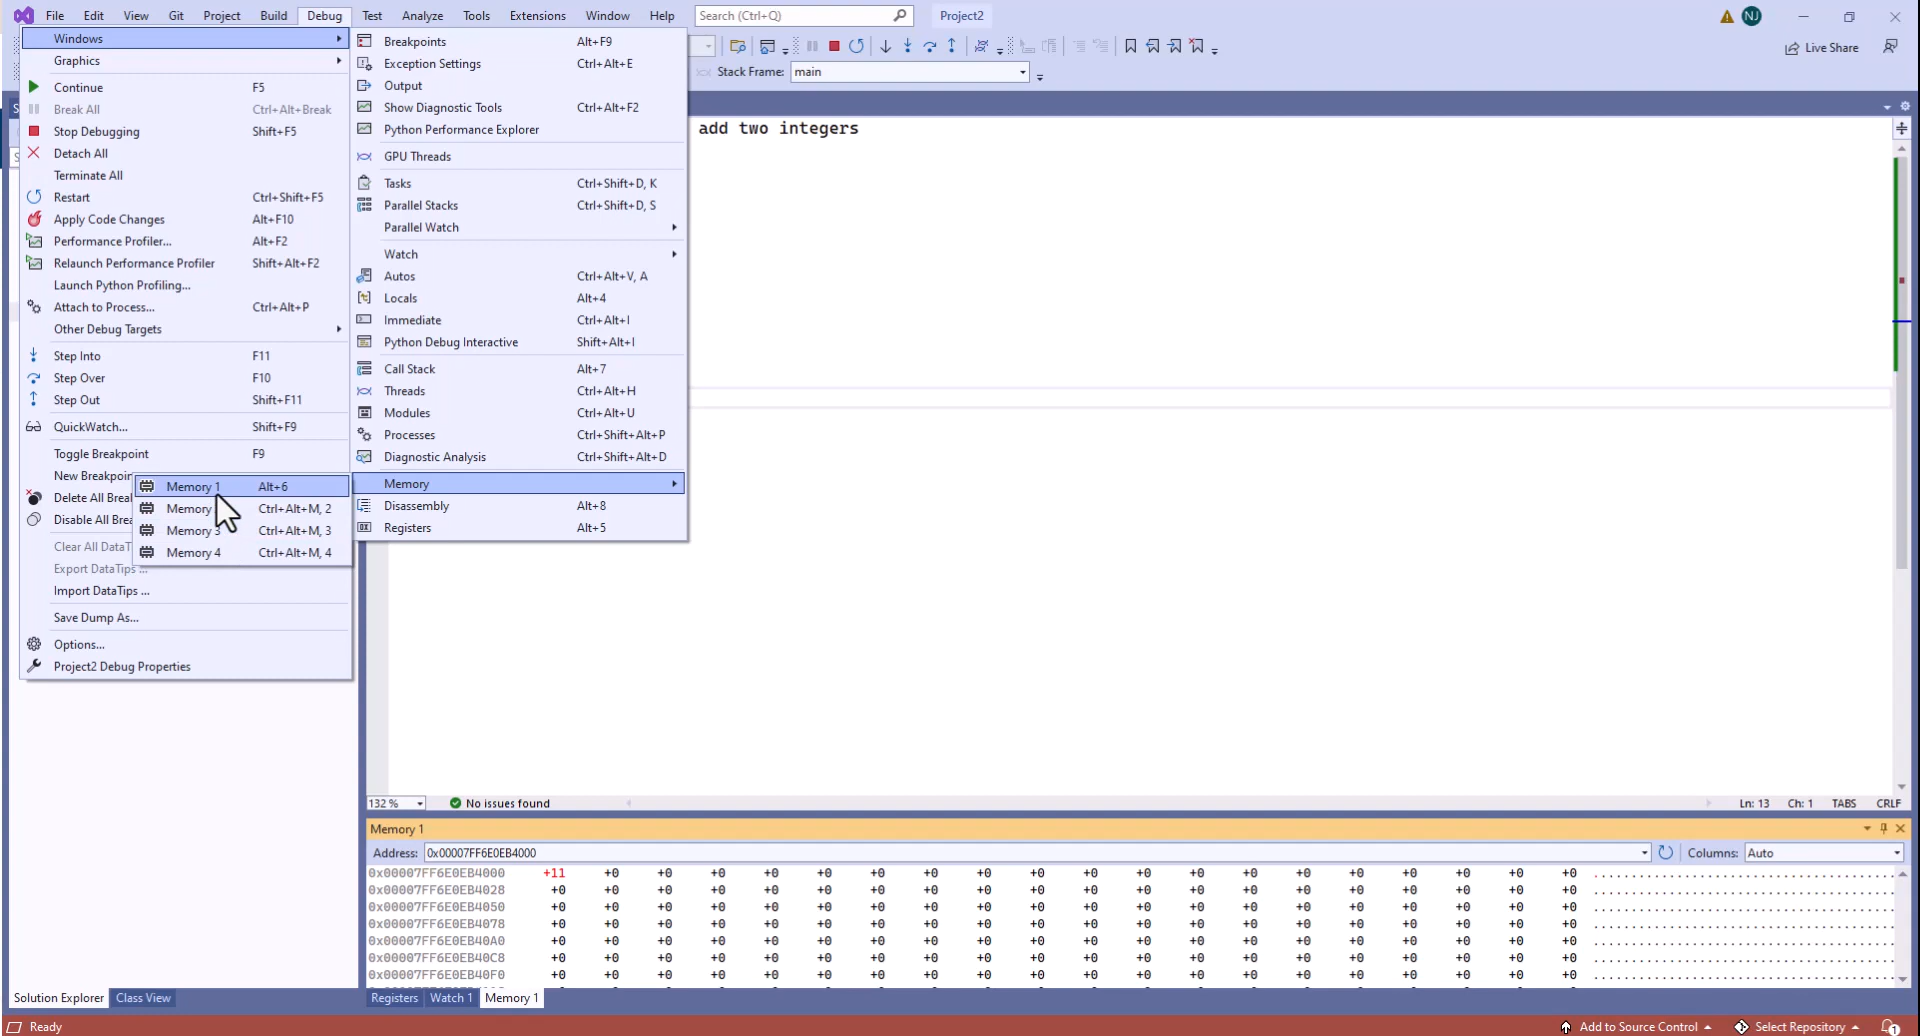 File Edit View Git Project Build Debug Test Analyze Tools Extensions Window Help Search (Ctrl+Q) Project2 NJ
Live Share
Stack Frame: main
Windows
Graphics
Continue F5
Break All Ctrl+Alt+Break
Stop Debugging Shift+F5
Detach All
Terminate All
Restart Ctrl+Shift+F5
Apply Code Changes Alt+F10
Performance Profiler... Alt+F2
Relaunch Performance Profiler Shift+Alt+F2
Launch Python Profiling...
Attach to Process... Ctrl+Alt+P
Other Debug Targets
Step Into F11
Step Over F10
Step Out Shift+F11
QuickWatch... Shift+F9
Toggle Breakpoint F9
New Breakpoin
Delete All Brea
Disable All Bre
Clear All DataT
Export DataTips ...
Import DataTips ...
Save Dump As...
Options...
Project2 Debug Properties
Breakpoints Alt+F9
Exception Settings Ctrl+Alt+E
Output
Show Diagnostic Tools Ctrl+Alt+F2
Python Performance Explorer
GPU Threads
Tasks Ctrl+Shift+D, K
Parallel Stacks Ctrl+Shift+D, S
Parallel Watch
Watch
Autos Ctrl+Alt+V, A
Locals Alt+4
Immediate Ctrl+Alt+I
Python Debug Interactive Shift+Alt+I
Call Stack Alt+7
Threads Ctrl+Alt+H
Modules Ctrl+Alt+U
Processes Ctrl+Shift+Alt+P
Diagnostic Analysis Ctrl+Shift+Alt+D
Memory
Disassembly Alt+8
Registers Alt+5
Memory 1 Alt+6
Memory Ctrl+Alt+M, 2
Memory 3 Ctrl+Alt+M, 3
Memory 4 Ctrl+Alt+M, 4
add two integers
132 % No issues found Ln: 13 Ch: 1 TABS CRLF
Memory 1
Address: 0x00007FF6E0EB4000 Columns: Auto
0x00007FF6E0EB4000 +11 +0 +0 +0 +0 +0 +0 +0 +0 +0 +0 +0 +0 +0 +0 +0 +0 +0 +0 +0 ........................................
0x00007FF6E0EB4028 +0 +0 +0 +0 +0 +0 +0 +0 +0 +0 +0 +0 +0 +0 +0 +0 +0 +0 +0 +0 ........................................
0x00007FF6E0EB4050 +0 +0 +0 +0 +0 +0 +0 +0 +0 +0 +0 +0 +0 +0 +0 +0 +0 +0 +0 +0 ........................................
0x00007FF6E0EB4078 +0 +0 +0 +0 +0 +0 +0 +0 +0 +0 +0 +0 +0 +0 +0 +0 +0 +0 +0 +0 ........................................
0x00007FF6E0EB40A0 +0 +0 +0 +0 +0 +0 +0 +0 +0 +0 +0 +0 +0 +0 +0 +0 +0 +0 +0 +0 ........................................
0x00007FF6E0EB40C8 +0 +0 +0 +0 +0 +0 +0 +0 +0 +0 +0 +0 +0 +0 +0 +0 +0 +0 +0 +0 ........................................
0x00007FF6E0EB40F0 +0 +0 +0 +0 +0 +0 +0 +0 +0 +0 +0 +0 +0 +0 +0 +0 +0 +0 +0 +0 ........................................
Solution Explorer Class View Registers Watch 1 Memory 1
Ready Add to Source Control Select Repository 1